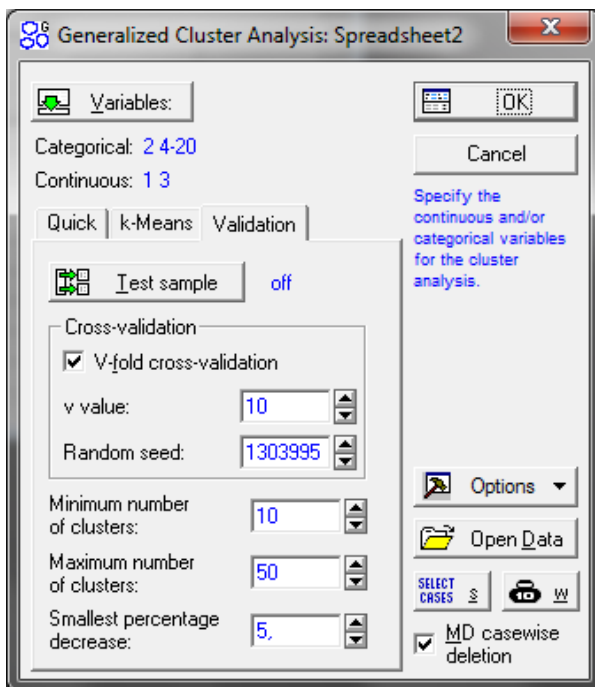 Generalized Cluster Analysis: Spreadsheet2
Variables:
OK
Categorical: 2 4-20
Cancel
Continuous: 1 3
Specify the
continuous and/or
categorical variables
for the cluster
analysis.
Quick
k-Means
Validation
Test sample
off
Cross-validation
V-fold cross-validation
v value:
10
Random seed:
1303995
Minimum number
of clusters:
10
Maximum number
of clusters:
50
Smallest percentage
decrease:
5,
Options
Open Data
SELECT
CASES
S
W
MD casewise
deletion